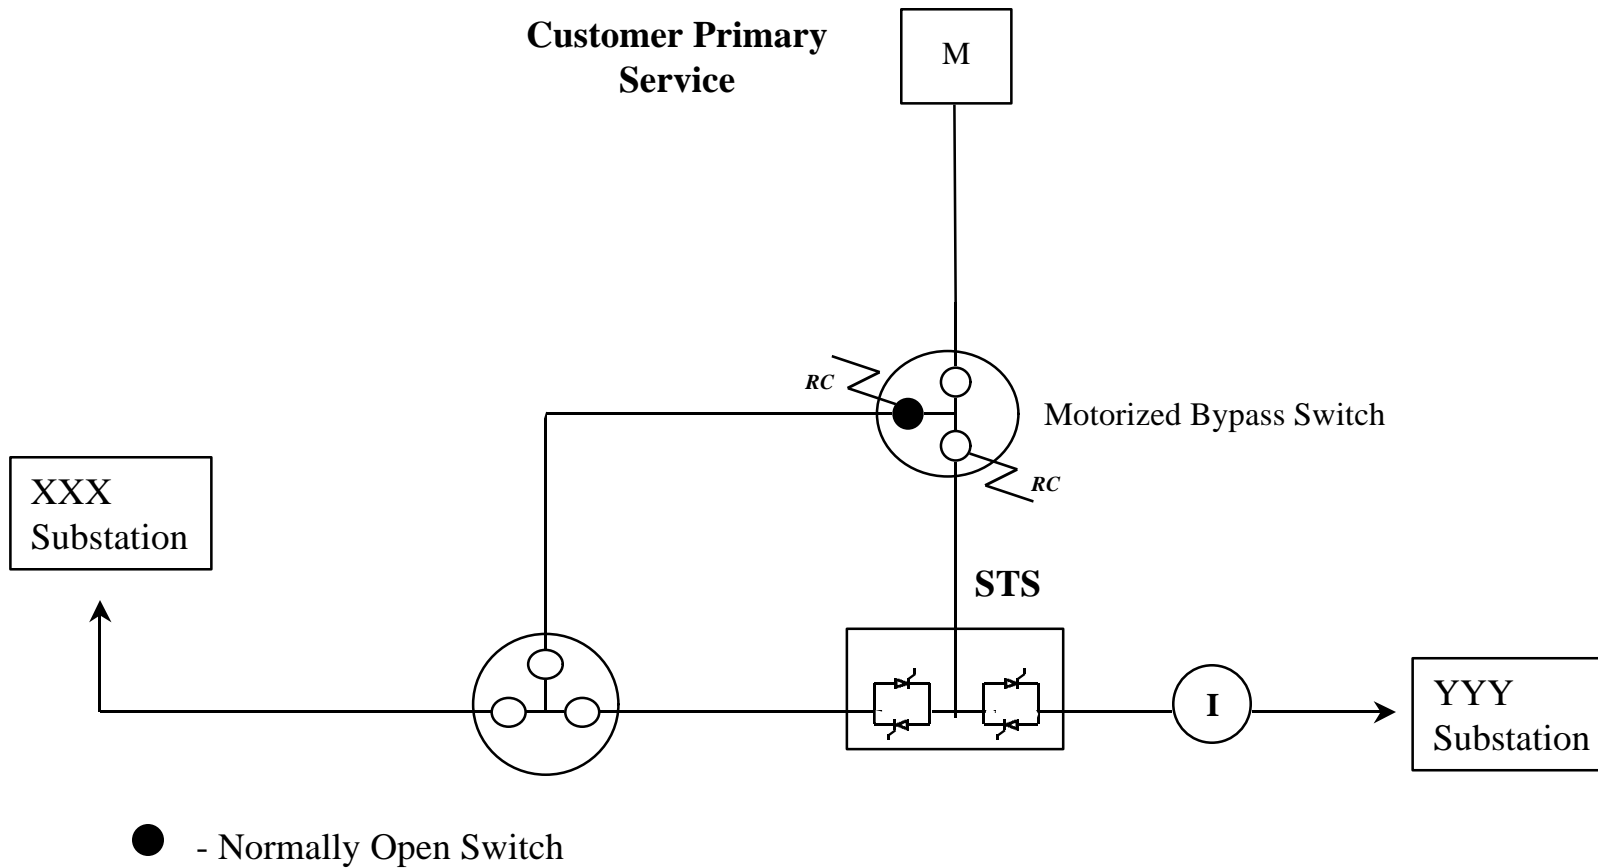 Customer Primary
Service
M
RC
Motorized Bypass Switch
RC
XXX
Substation
STS
I
YYY
Substation
- Normally Open Switch